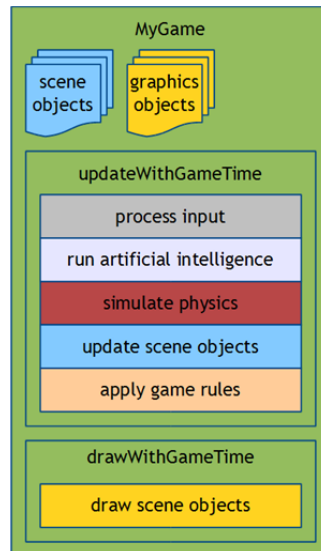 MyGame
scene
objects
graphics
objects
updateWithGameTime
process input
run artificial intelligence
simulate physics
update scene objects
apply game rules
drawWithGameTime
draw scene objects